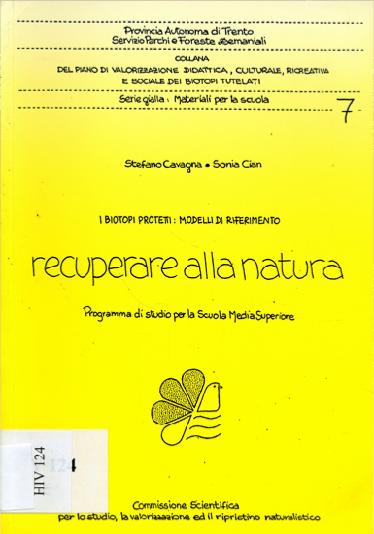 Provincia Autonoma di Trento
Servizio Parchi e Foreste Demaniali
COLLANA
DEL PIANO DI VALORIZZAZIONE DIDATTICA, CULTURALE, RICREATIVA
E SOCIALE DEI BIOTOPI TUTELATI
Serie gialla: Materiali per la scuola
7
Stefano Cavagna • Sonia Cian
I BIOTOPI PROTETTI: MODELLI DI RIFERIMENTO
recuperare alla natura
Programma di studio per la Scuola Media Superiore
HIV 124
124
Commissione Scientifica
per lo studio, la valorizzazione ed il ripristino naturalistico